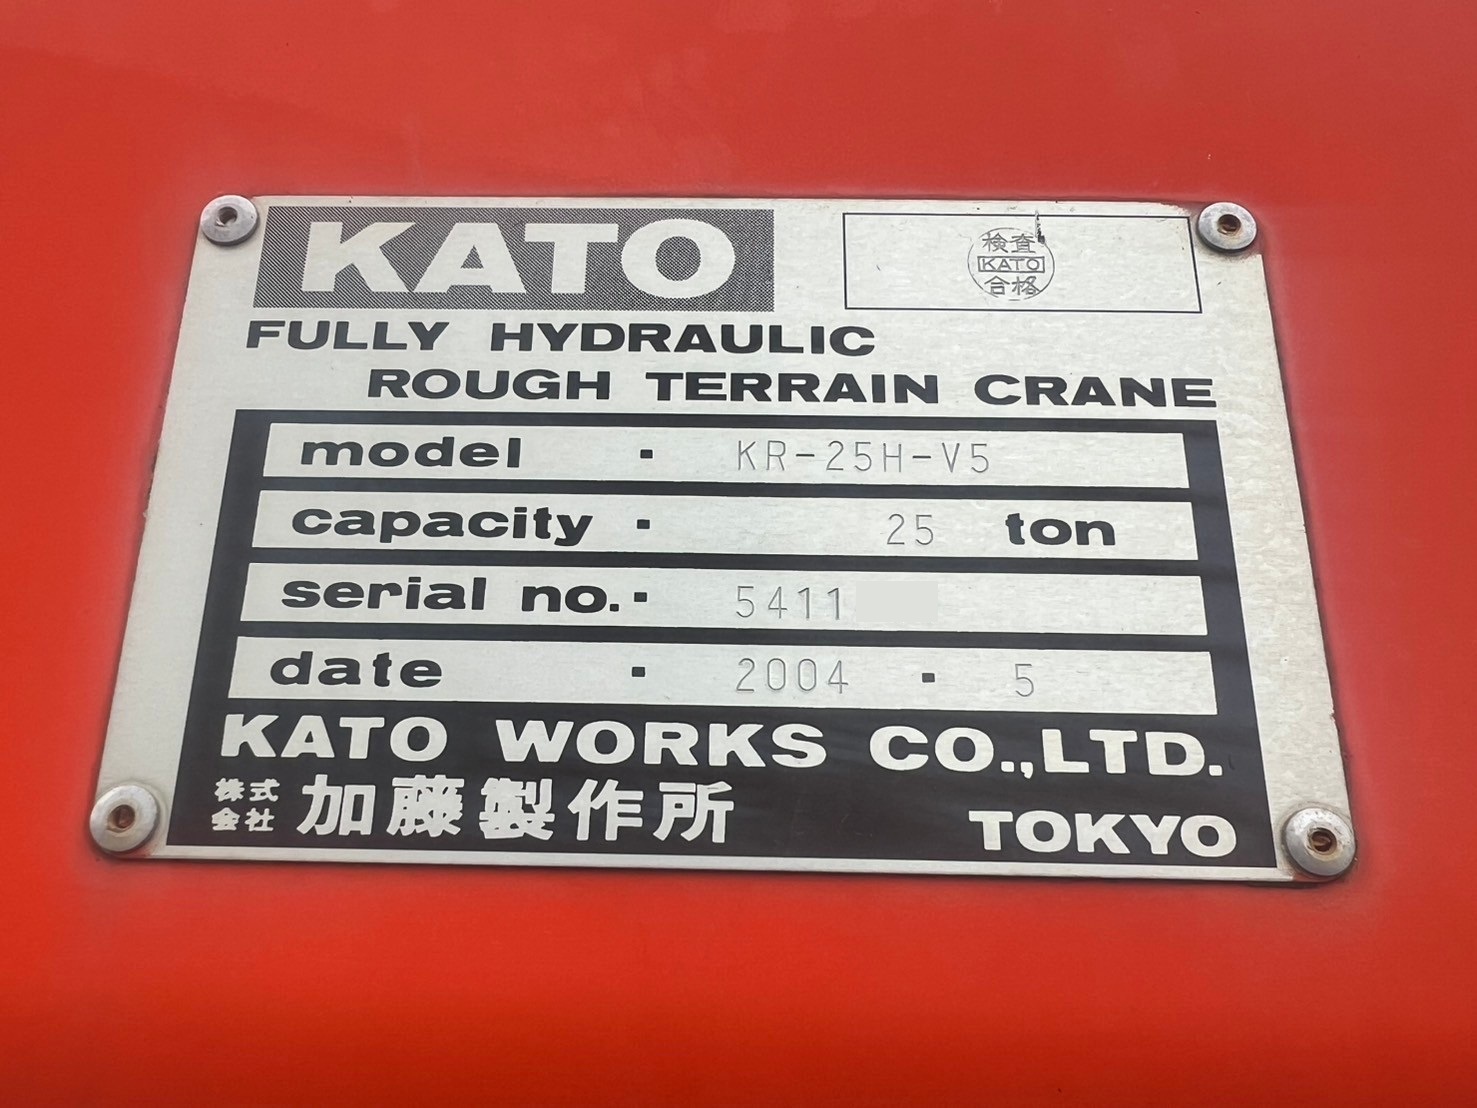 KATO
検査
KATO
合格
FULLY HYDRAULIC
ROUGH TERRAIN CRANE
model ・ KR-25H-V5
capacity ・ 25 ton
serial no.・ 5411
date ・ 2004 ・ 5
KATO WORKS CO.,LTD.
株式会社 加藤製作所 TOKYO